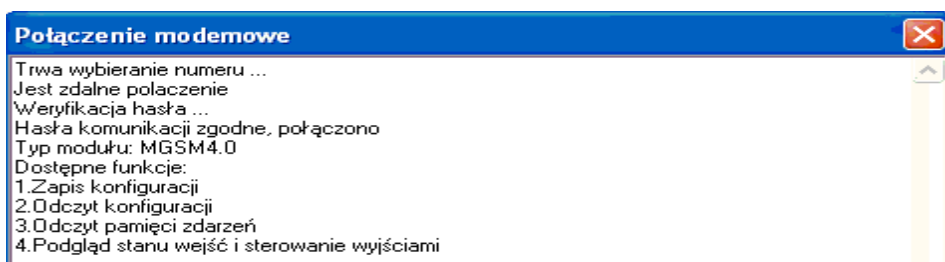 Połączenie modemowe
Trwa wybieranie numeru ...
Jest zdalne polaczenie
Weryfikacja hasła ...
Hasła komunikacji zgodne, połączono
Typ modułu: MGSM4.0
Dostępne funkcje:
1.Zapis konfiguracji
2.Odczyt konfiguracji
3.Odczyt pamięci zdarzeń
4.Podgląd stanu wejść i sterowanie wyjściami